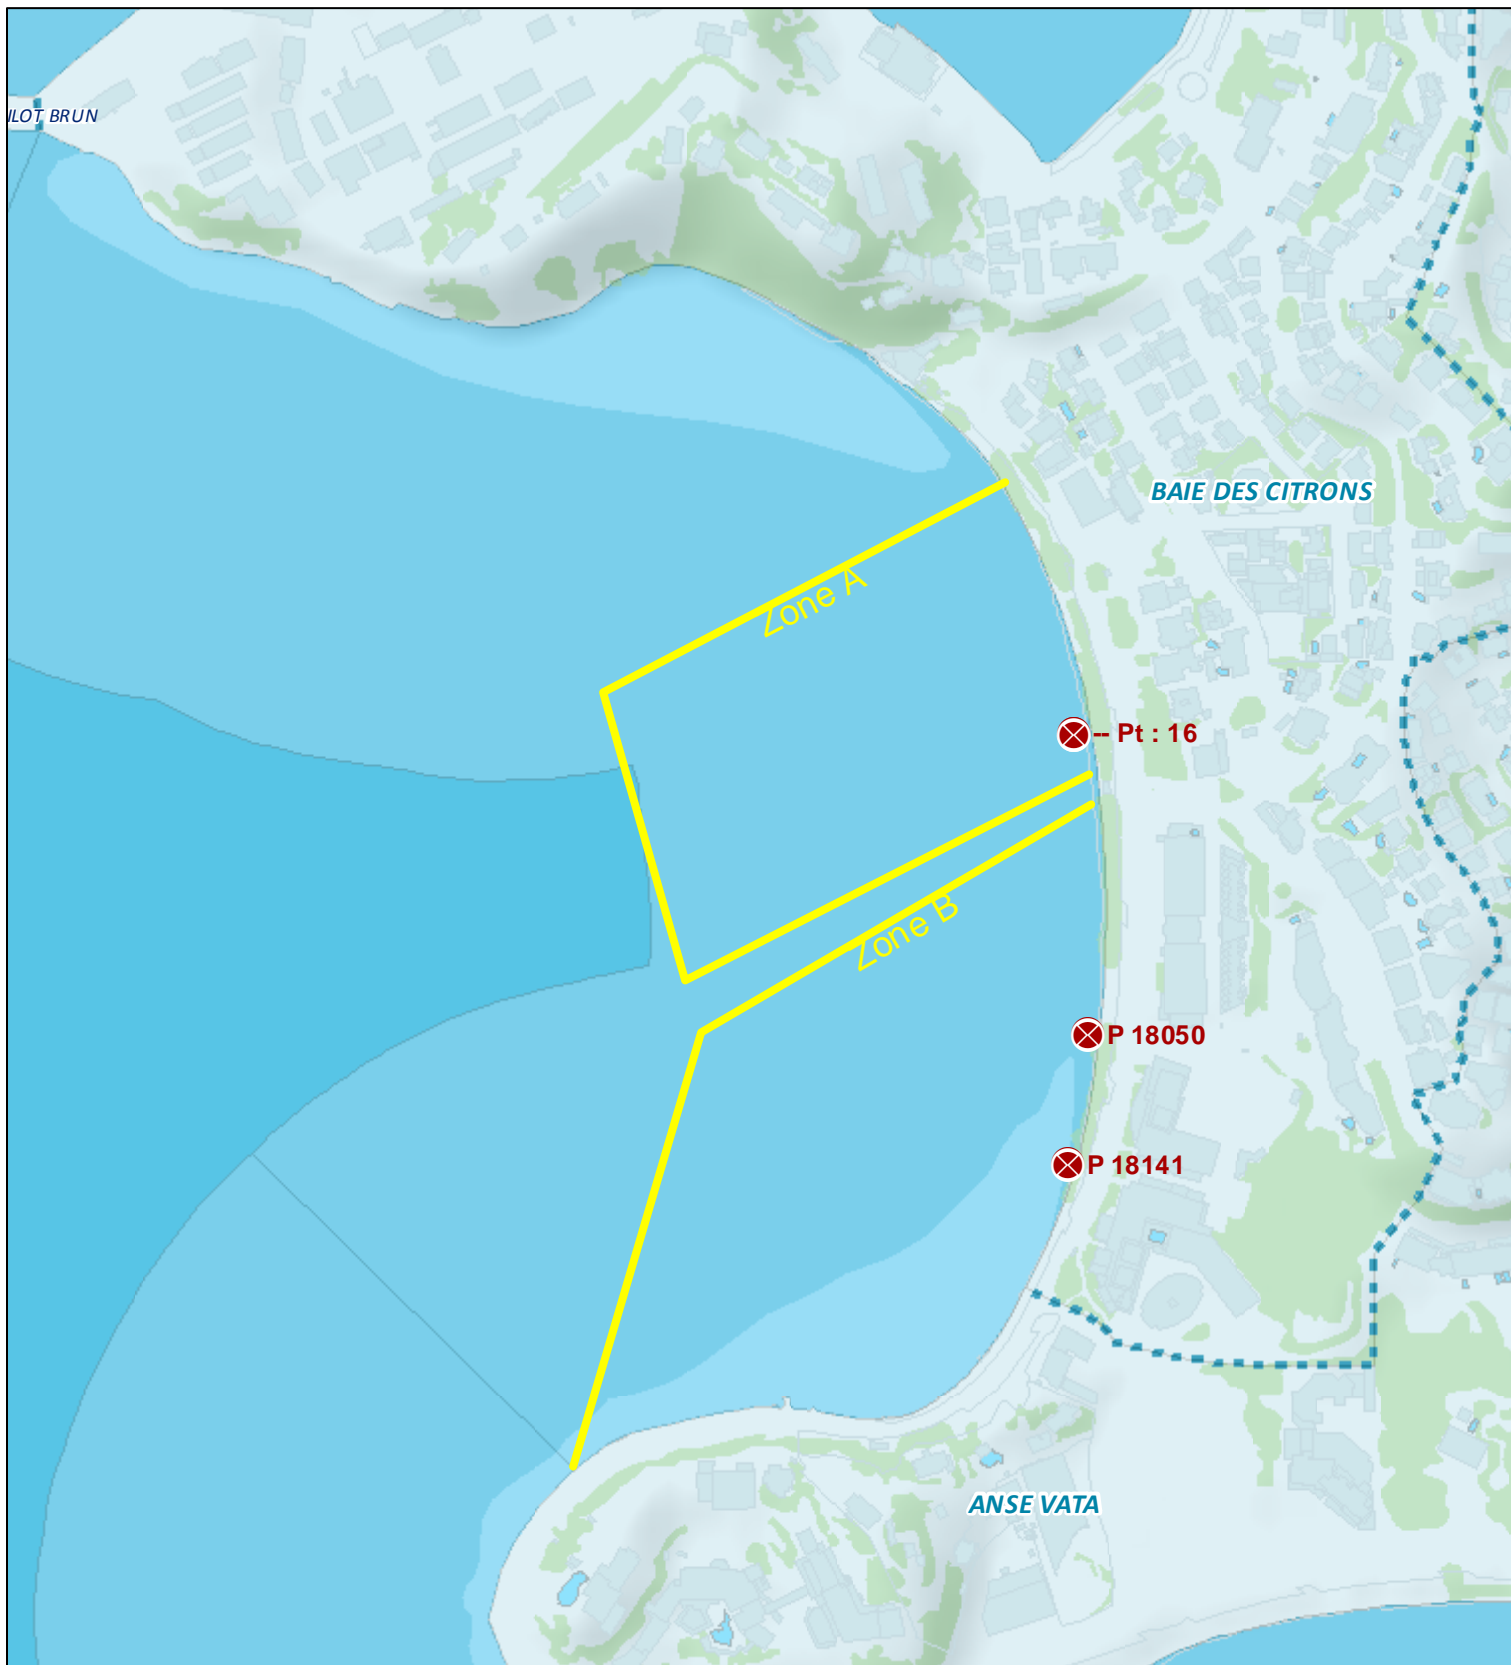 ILOT BRUN
BAIE DES CITRONS
Zone A
-- Pt : 16
Zone B
P 18050
P 18141
ANSE VATA